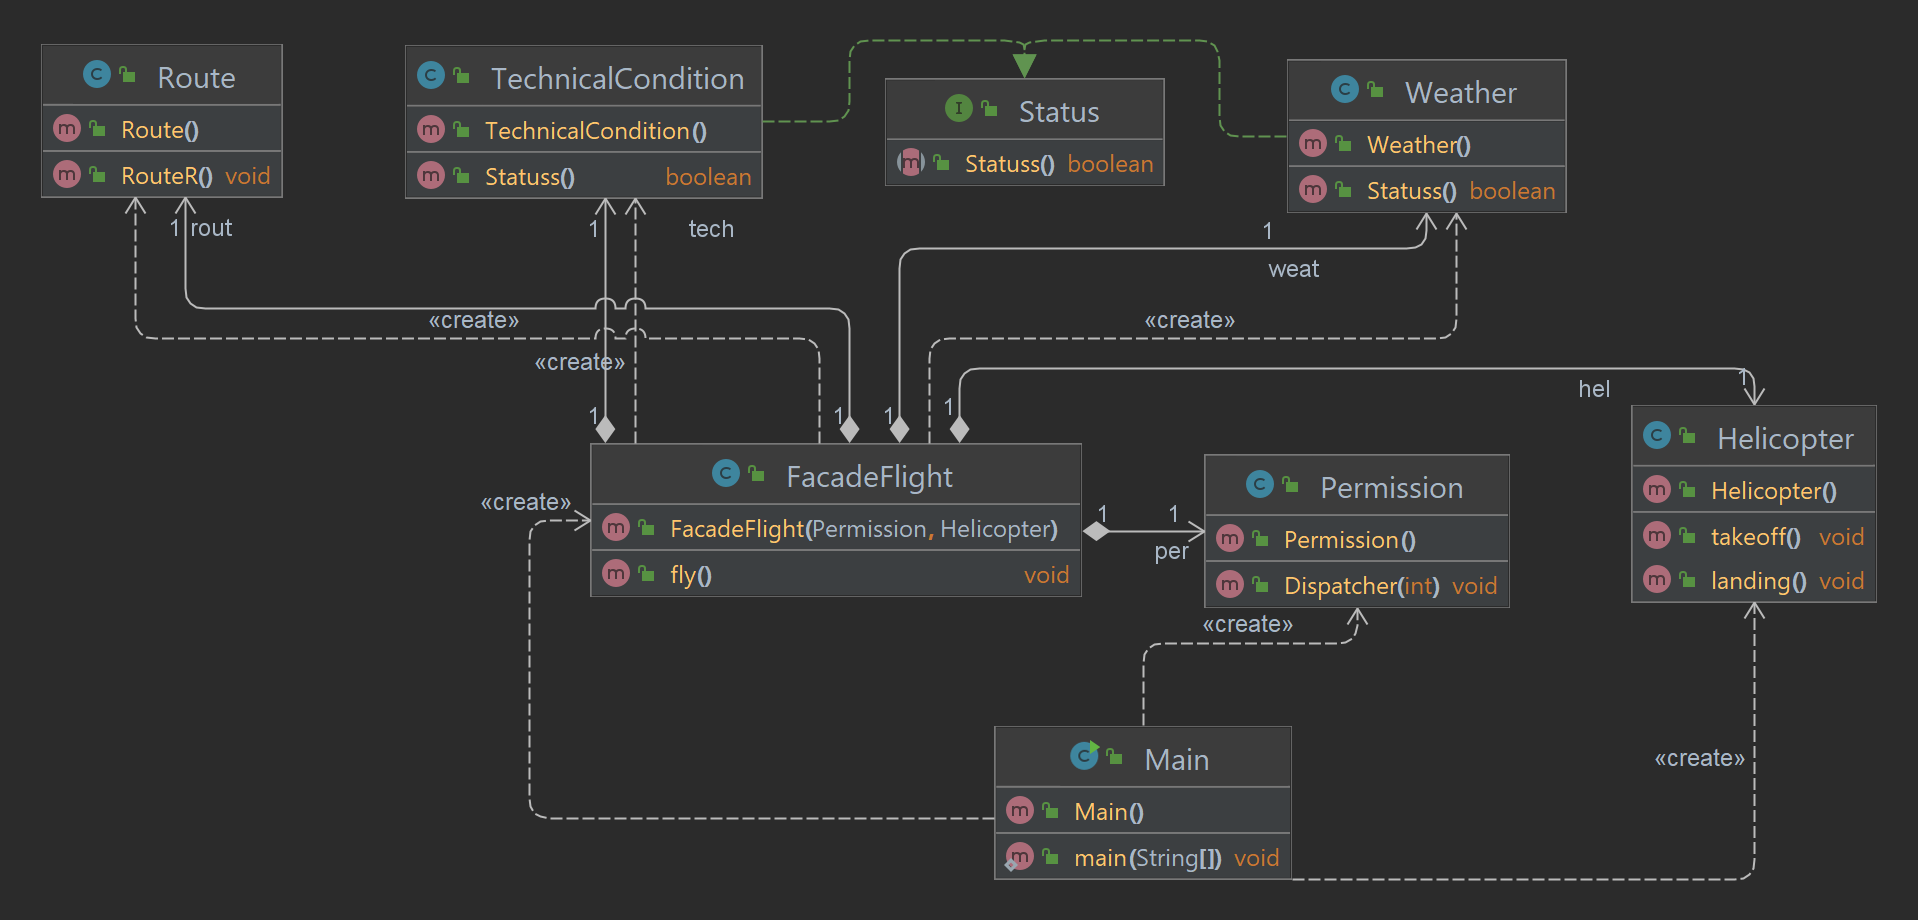 Route
Route()
RouteR() void
TechnicalCondition
TechnicalCondition()
Statuss() boolean
Status
Statuss() boolean
Weather
Weather()
Statuss() boolean
1 rout
1
tech
1
weat
«create»
«create»
«create»
1
1
1
1
hel
1
FacadeFlight
FacadeFlight(Permission, Helicopter)
fly() void
«create»
1
1
per
Permission
Permission()
Dispatcher(int) void
Helicopter
Helicopter()
takeoff() void
landing() void
«create»
«create»
Main
Main()
main(String[]) void